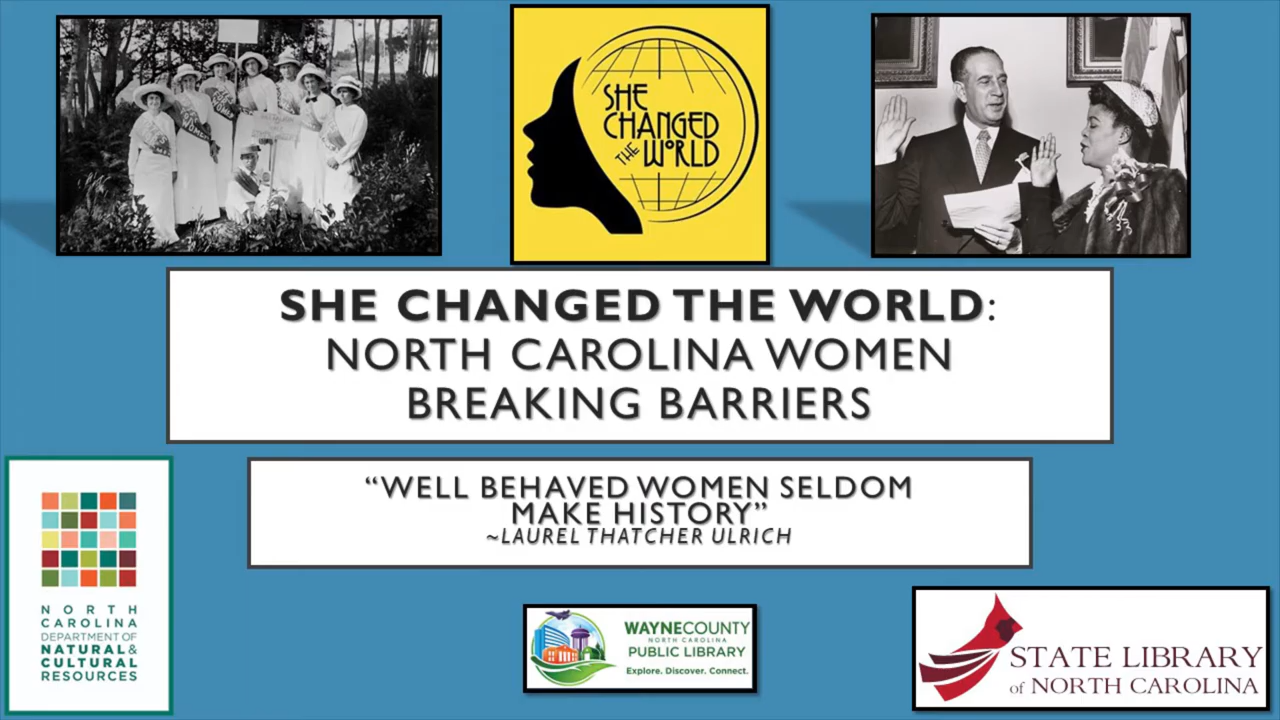 SHE
CHANGED
THE WORLD
SHE CHANGED THE WORLD:
NORTH CAROLINA WOMEN
BREAKING BARRIERS
“WELL BEHAVED WOMEN SELDOM
MAKE HISTORY”
~LAUREL THATCHER ULRICH
NORTH
CAROLINA
DEPARTMENT OF
NATURAL &
CULTURAL
RESOURCES
WAYNECOUNTY
NORTH CAROLINA
PUBLIC LIBRARY
Explore. Discover. Connect.
STATE LIBRARY
of NORTH CAROLINA